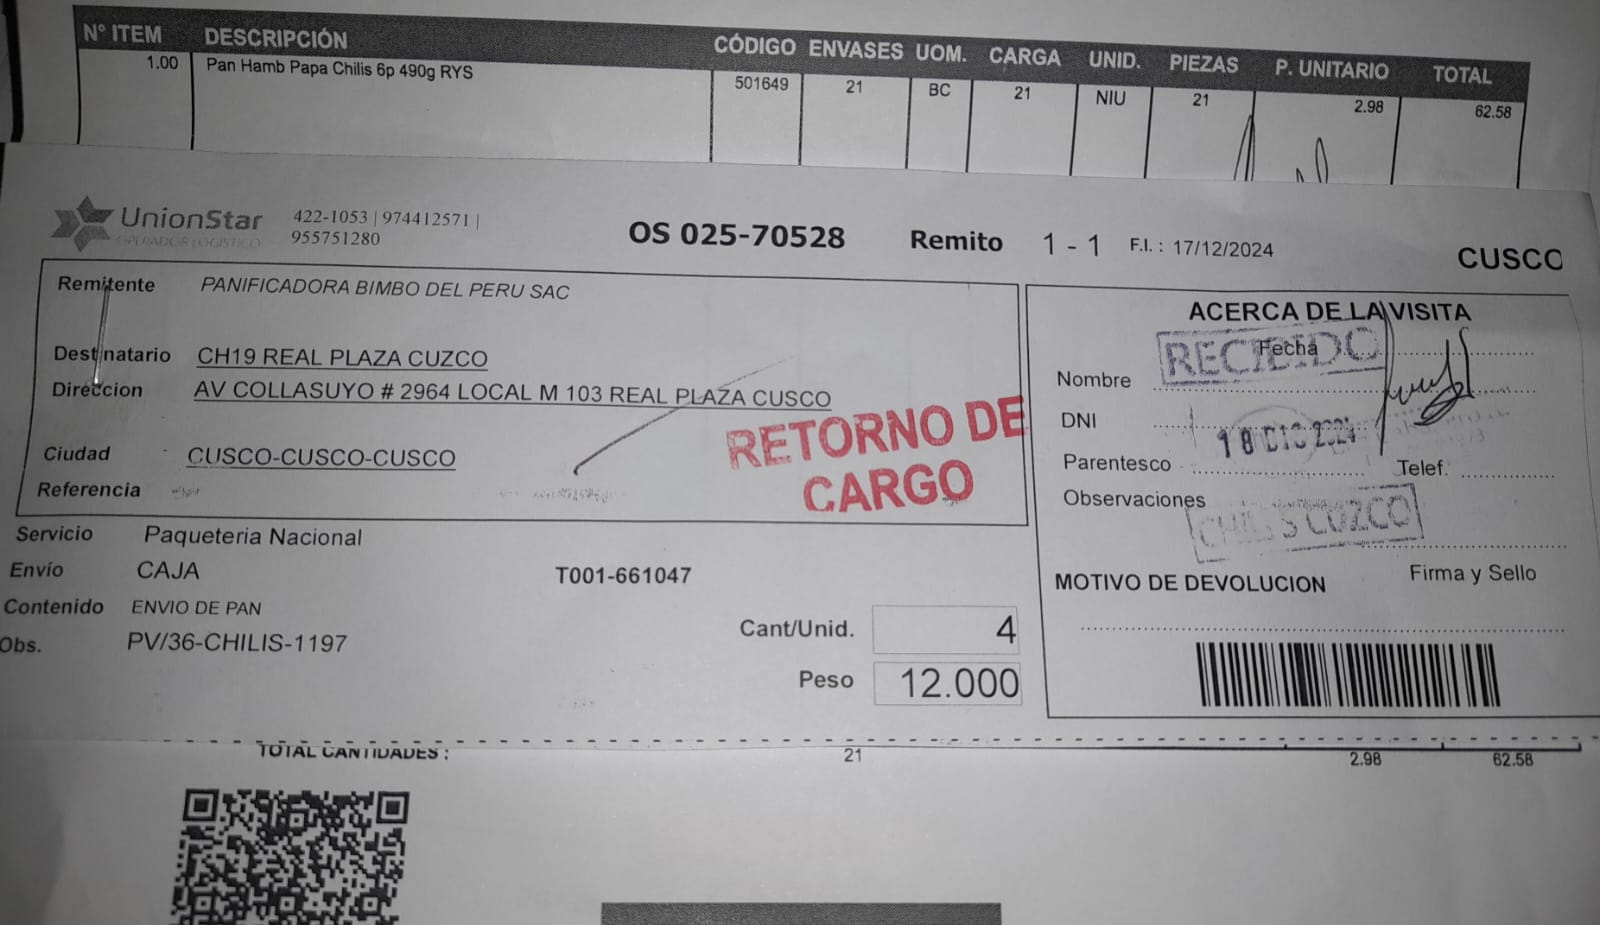 N° ITEM DESCRIPCIÓN CÓDIGO ENVASES UOM. CARGA UNID. PIEZAS P. UNITARIO TOTAL
1.00 Pan Hamb Papa Chilis 6p 490g RYS 501649 21 BC 21 NIU 21 2.98 62.58
UnionStar 422-1053 | 974412571 |
OPERADOR LOGISTICO 955751280
OS 025-70528 Remito 1 - 1 F.I. : 17/12/2024 CUSCO
Remitente PANIFICADORA BIMBO DEL PERU SAC
Destinatario CH19 REAL PLAZA CUZCO
Direccion AV COLLASUYO # 2964 LOCAL M 103 REAL PLAZA CUSCO
Ciudad CUSCO-CUSCO-CUSCO
Referencia
RETORNO DE
CARGO
ACERCA DE LA VISITA
RECIBIDO
Fecha
Nombre
DNI
18 DIC 2024
Parentesco Telef.
Observaciones
CHILIS CUZCO
Firma y Sello
MOTIVO DE DEVOLUCION
Servicio Paqueteria Nacional
Envío CAJA T001-661047
Contenido ENVIO DE PAN
Obs. PV/36-CHILIS-1197
Cant/Unid. 4
Peso 12.000
TOTAL CANTIDADES : 21 2.98 62.58